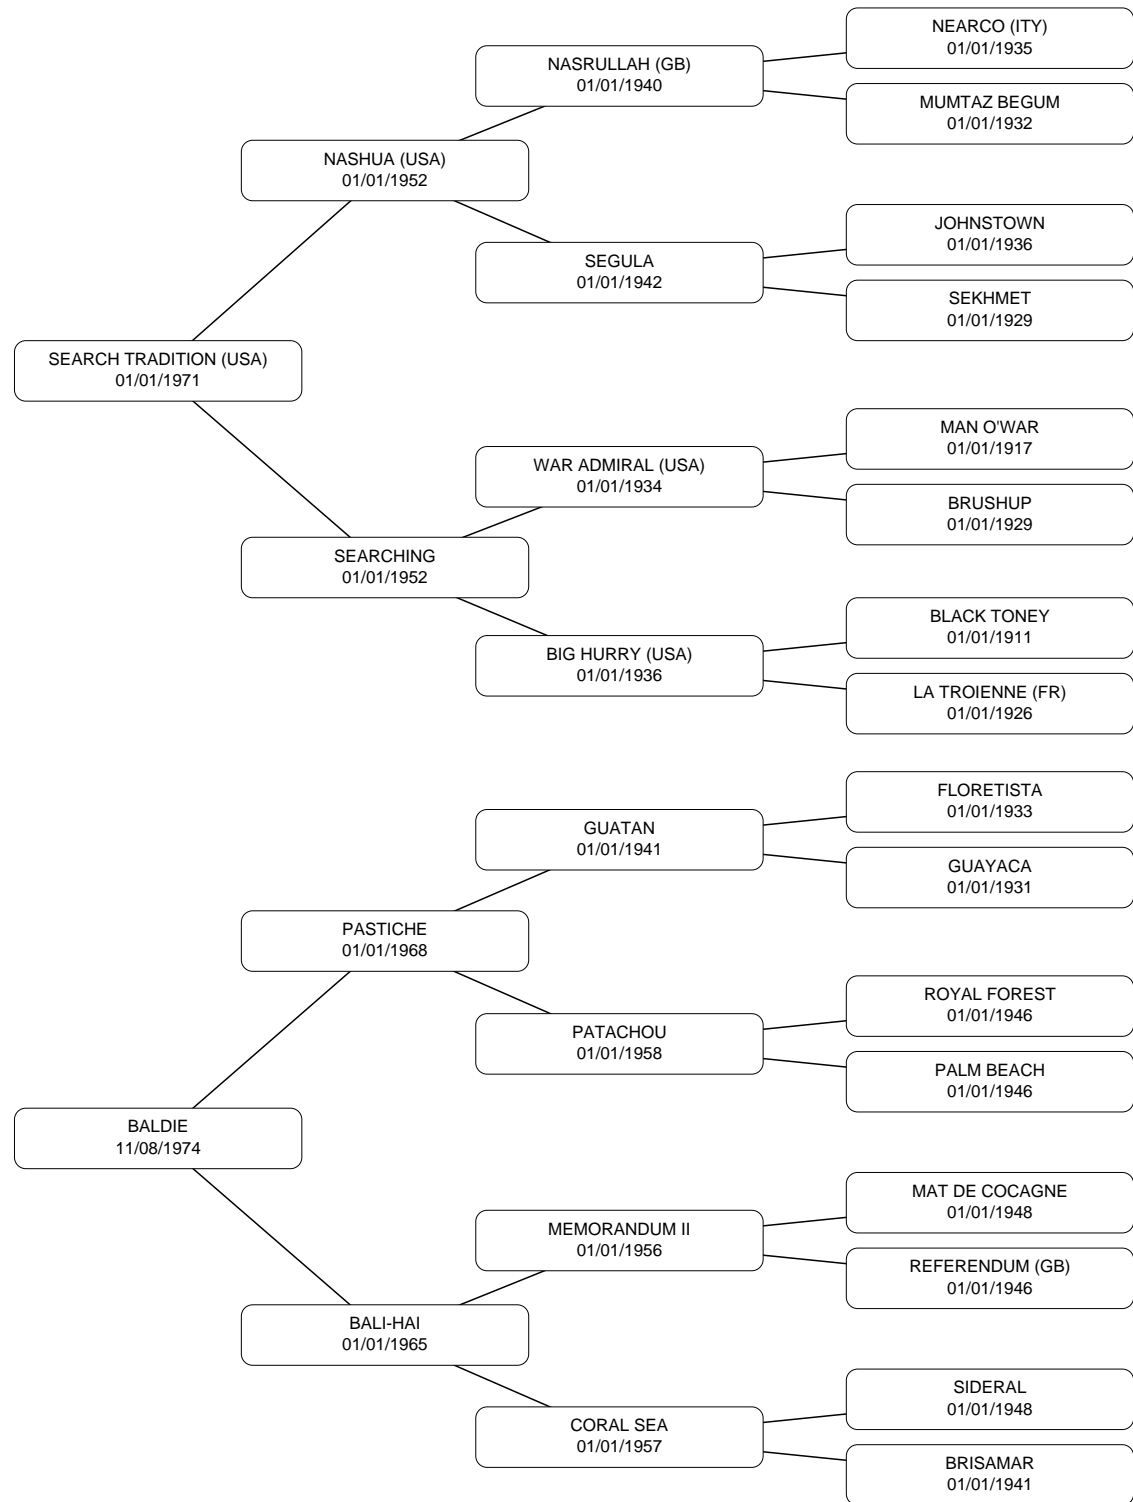 NEARCO (ITY)
01/01/1935
NASRULLAH (GB)
01/01/1940
MUMTAZ BEGUM
01/01/1932
NASHUA (USA)
01/01/1952
JOHNSTOWN
01/01/1936
SEGULA
01/01/1942
SEKHMET
01/01/1929
SEARCH TRADITION (USA)
01/01/1971
MAN O'WAR
01/01/1917
WAR ADMIRAL (USA)
01/01/1934
BRUSHUP
01/01/1929
SEARCHING
01/01/1952
BLACK TONEY
01/01/1911
BIG HURRY (USA)
01/01/1936
LA TROIENNE (FR)
01/01/1926
FLORETISTA
01/01/1933
GUATAN
01/01/1941
GUAYACA
01/01/1931
PASTICHE
01/01/1968
ROYAL FOREST
01/01/1946
PATACHOU
01/01/1958
PALM BEACH
01/01/1946
BALDIE
11/08/1974
MAT DE COCAGNE
01/01/1948
MEMORANDUM II
01/01/1956
REFERENDUM (GB)
01/01/1946
BALI-HAI
01/01/1965
SIDERAL
01/01/1948
CORAL SEA
01/01/1957
BRISAMAR
01/01/1941